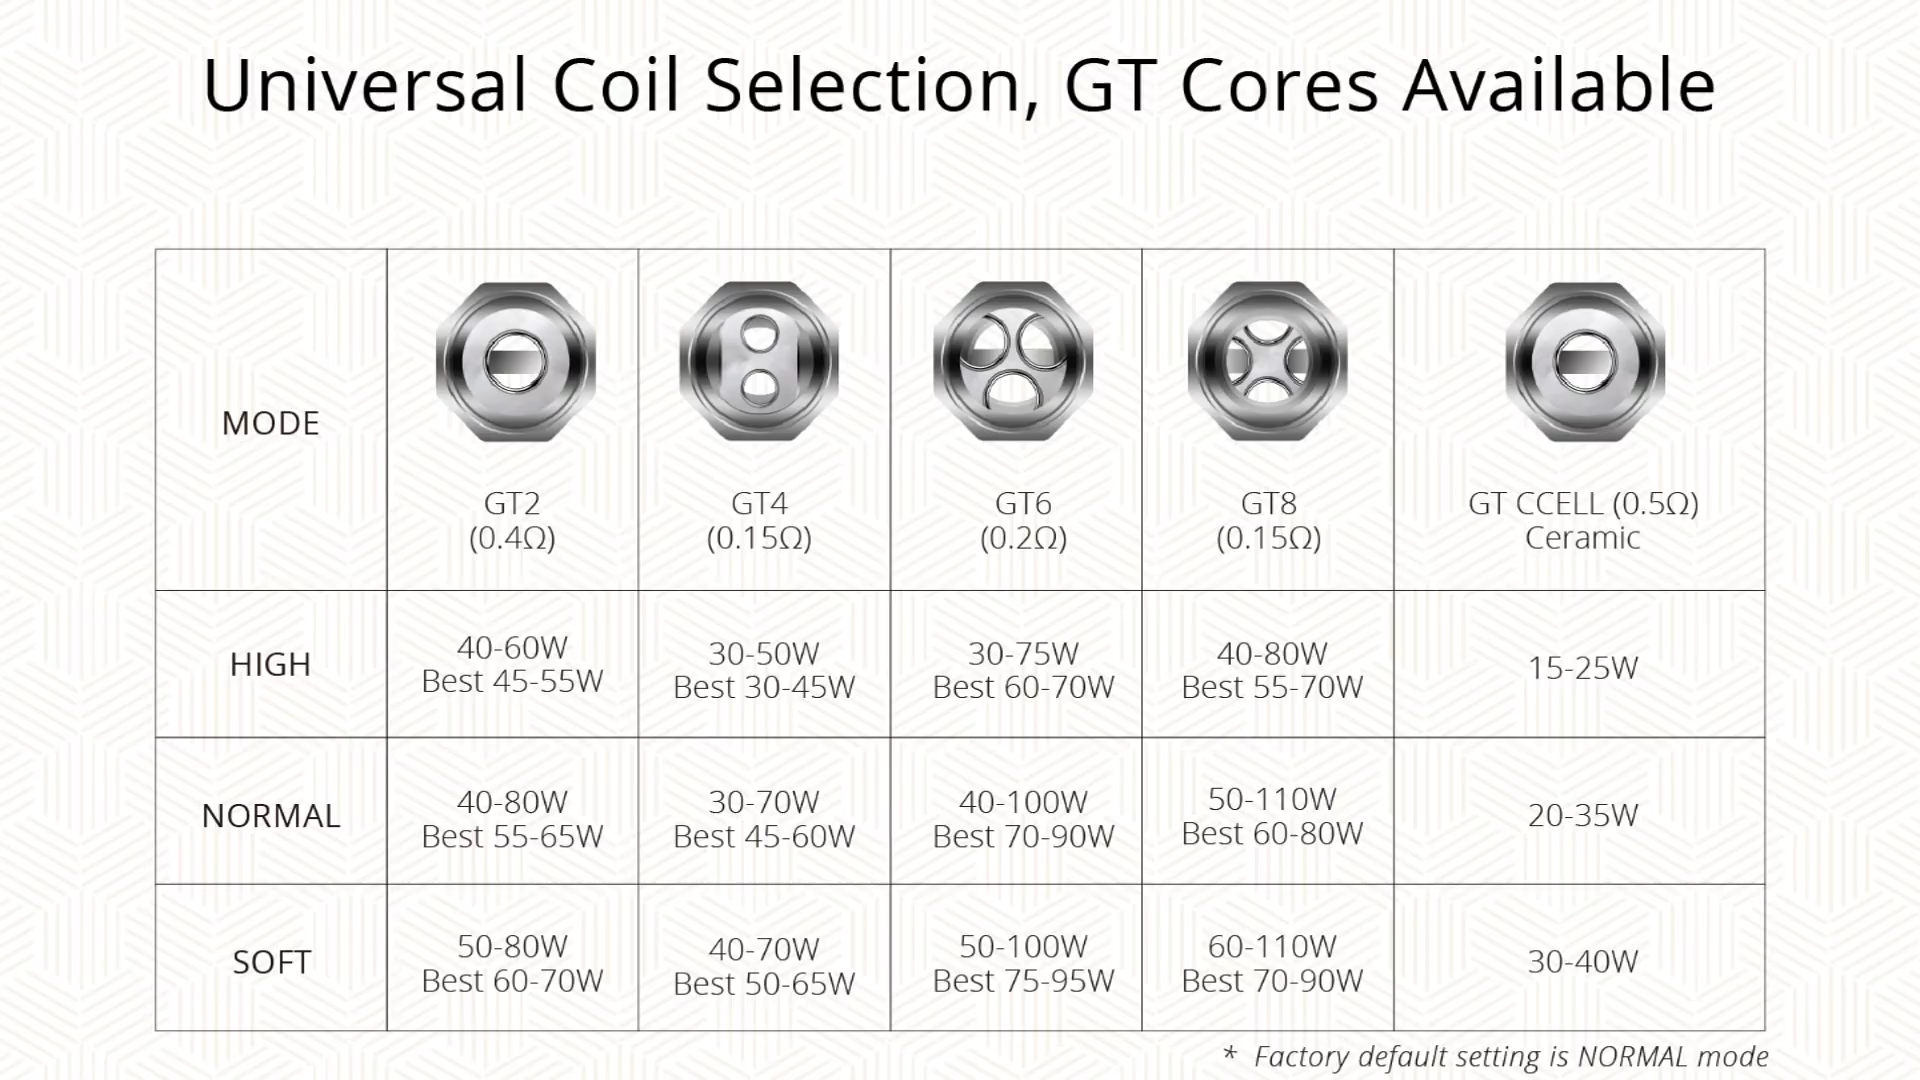 Universal Coil Selection, GT Cores Available
MODE
GT2
(0.4Ω)
GT4
(0.15Ω)
GT6
(0.2Ω)
GT8
(0.15Ω)
GT CCELL (0.5Ω)
Ceramic
HIGH
40-60W
Best 45-55W
30-50W
Best 30-45W
30-75W
Best 60-70W
40-80W
Best 55-70W
15-25W
NORMAL
40-80W
Best 55-65W
30-70W
Best 45-60W
40-100W
Best 70-90W
50-110W
Best 60-80W
20-35W
SOFT
50-80W
Best 60-70W
40-70W
Best 50-65W
50-100W
Best 75-95W
60-110W
Best 70-90W
30-40W
* Factory default setting is NORMAL mode